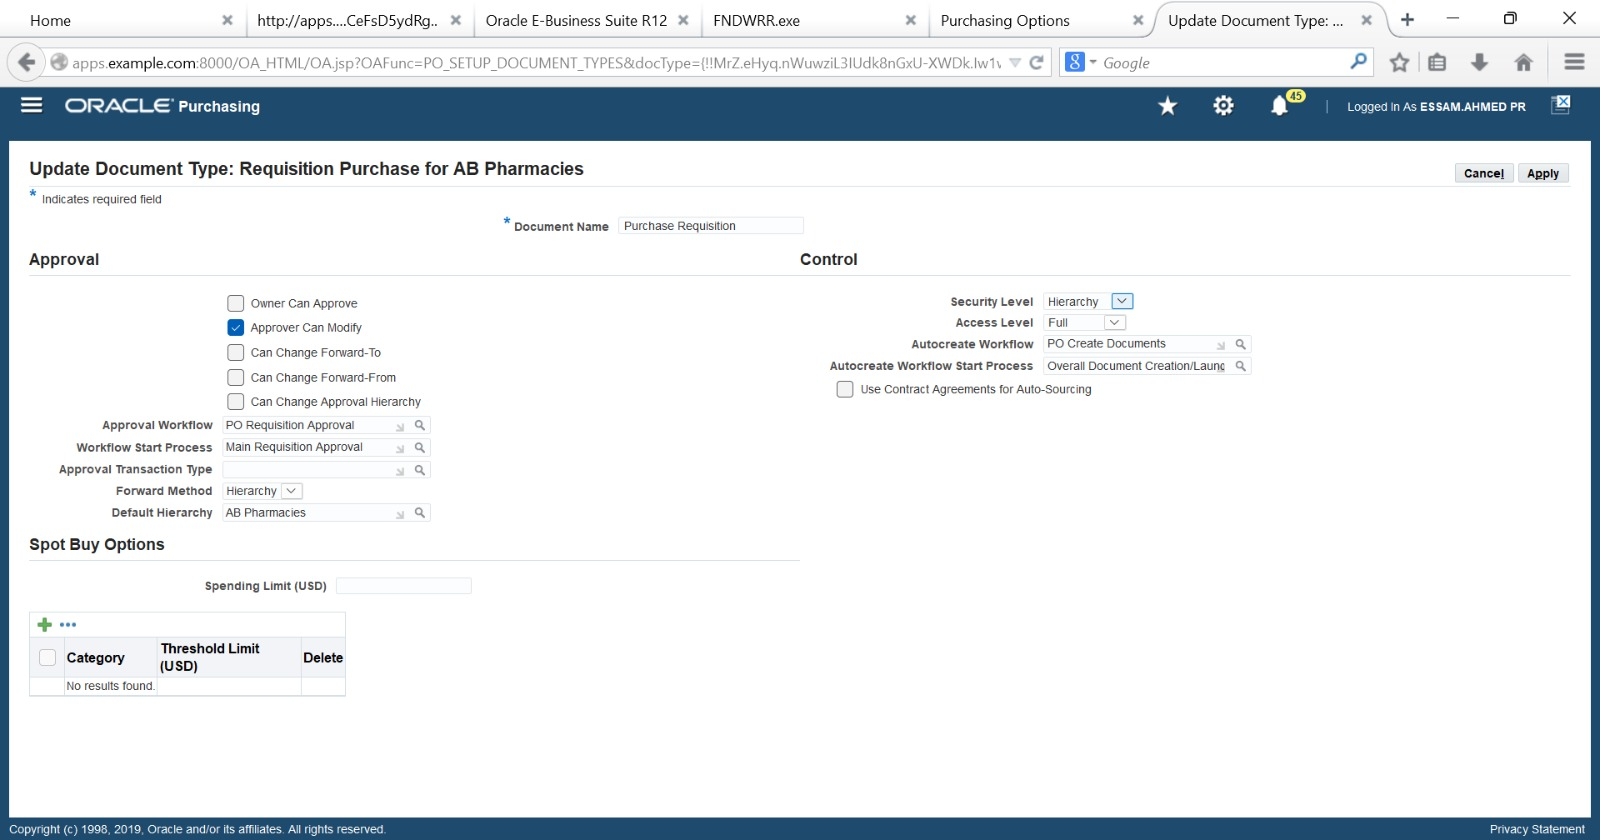 Home
http://apps....CeFsD5ydRg..
Oracle E-Business Suite R12
FNDWRR.exe
Purchasing Options
Update Document Type: ...
apps.example.com:8000/OA_HTML/OA.jsp?OAFunc=PO_SETUP_DOCUMENT_TYPES&docType={!!MrZ.eHyq.nWuwziL3IUdk8nGxU-XWDk.lw1v
8 Google
ORACLE Purchasing
45
Logged In As ESSAM.AHMED PR
Update Document Type: Requisition Purchase for AB Pharmacies
Cancel Apply
* Indicates required field
* Document Name Purchase Requisition
Approval
Owner Can Approve
Approver Can Modify
Can Change Forward-To
Can Change Forward-From
Can Change Approval Hierarchy
Approval Workflow PO Requisition Approval
Workflow Start Process Main Requisition Approval
Approval Transaction Type
Forward Method Hierarchy
Default Hierarchy AB Pharmacies
Control
Security Level Hierarchy
Access Level Full
Autocreate Workflow PO Create Documents
Autocreate Workflow Start Process Overall Document Creation/Launc
Use Contract Agreements for Auto-Sourcing
Spot Buy Options
Spending Limit (USD)
Category
Threshold Limit
(USD)
Delete
No results found.
Copyright (c) 1998, 2019, Oracle and/or its affiliates. All rights reserved.
Privacy Statement